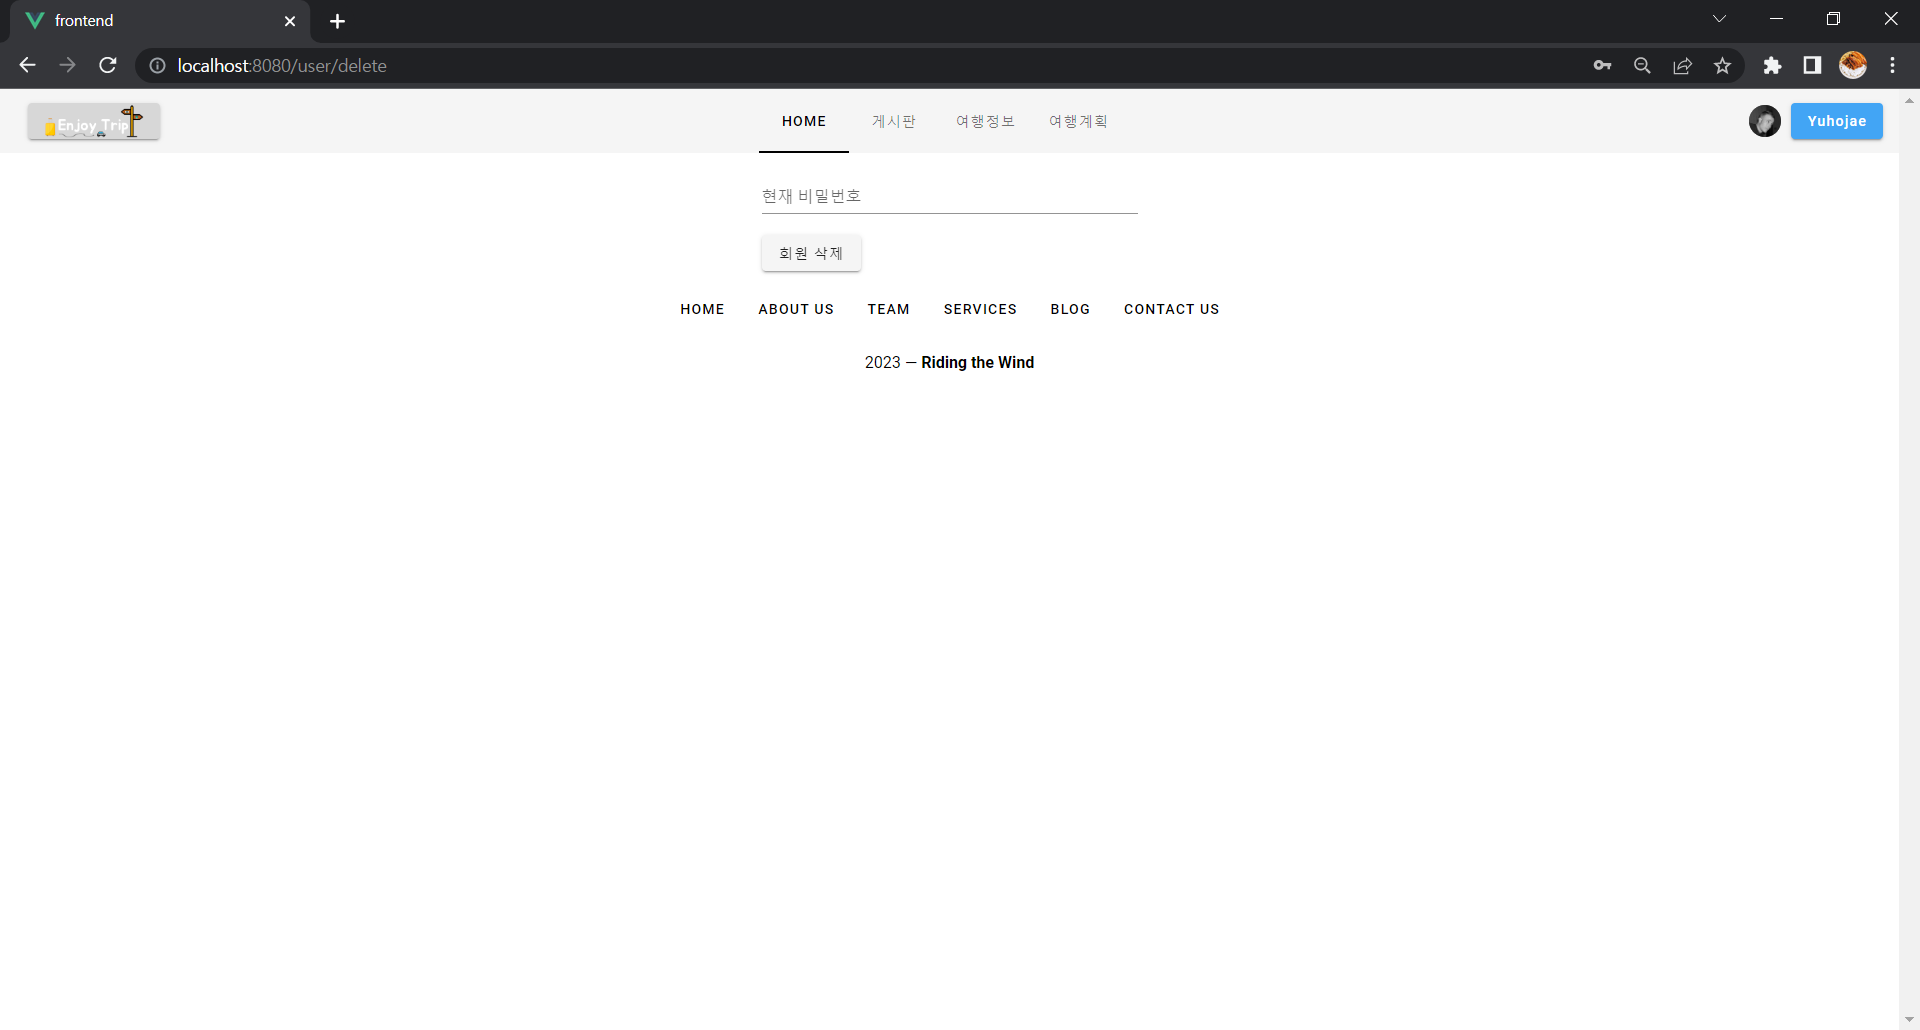 frontend
localhost:8080/user/delete
Enjoy Trip
HOME 게시판 여행정보 여행계획
Yuhojae
현재 비밀번호
회원 삭제
HOME ABOUT US TEAM SERVICES BLOG CONTACT US
2023 — Riding the Wind